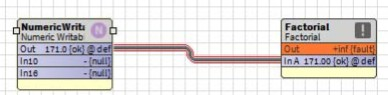 NumericWrit:
Numeric Writab
Out 171.0 {ok} @ def
In10 - {null}
In16 - {null}
Factorial
Factorial
Out +inf {fault}
In A 171.00 {ok} @ def